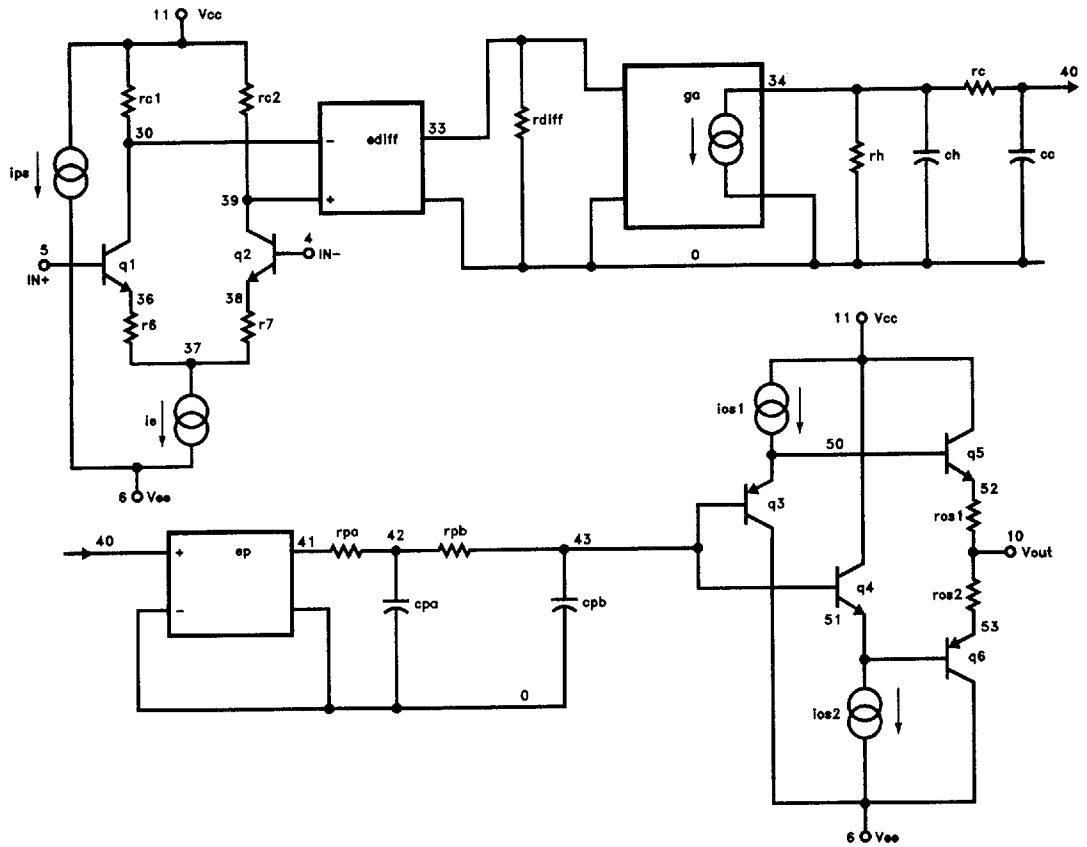 11 Vcc
rc1
rc2
30
ips
39
- ediff
+
33
rdiff
34
ga
rh
ch
rc
cc
40
5
IN+
q1
q2
4
IN-
36
38
r6
r7
37
ie
0
6 Vee
11 Vcc
ios1
50
q5
q3
52
ros1
10
Vout
q4
51
ros2
53
q6
ios2
6 Vee
40
+ ep
-
41
rpa
42
rpb
43
cpa
cpb
0